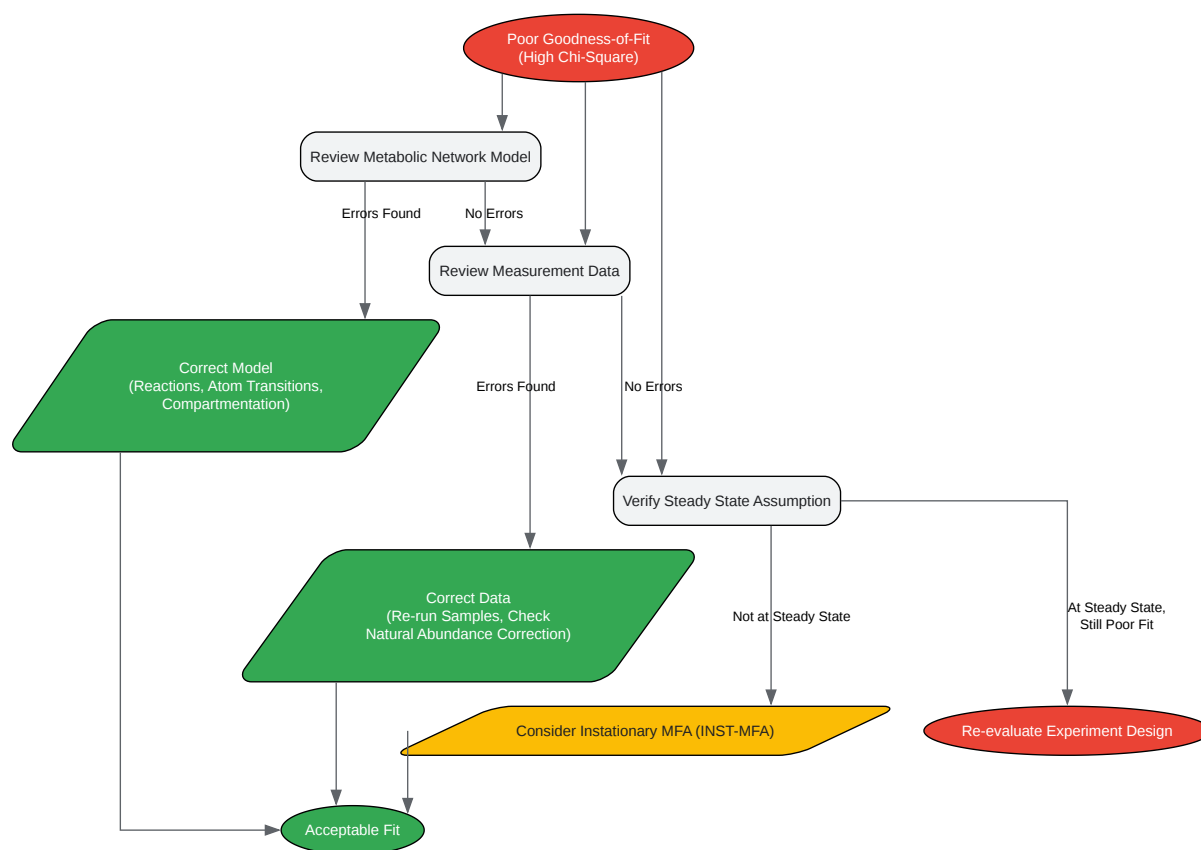 Poor Goodness-of-Fit
(High Chi-Square)
Review Metabolic Network Model
Errors Found
No Errors
Review Measurement Data
Correct Model
(Reactions, Atom Transitions,
Compartmentation)
Errors Found
No Errors
Verify Steady State Assumption
Correct Data
(Re-run Samples, Check
Natural Abundance Correction)
Not at Steady State
At Steady State,
Still Poor Fit
Consider Instationary MFA (INST-MFA)
Re-evaluate Experiment Design
Acceptable Fit